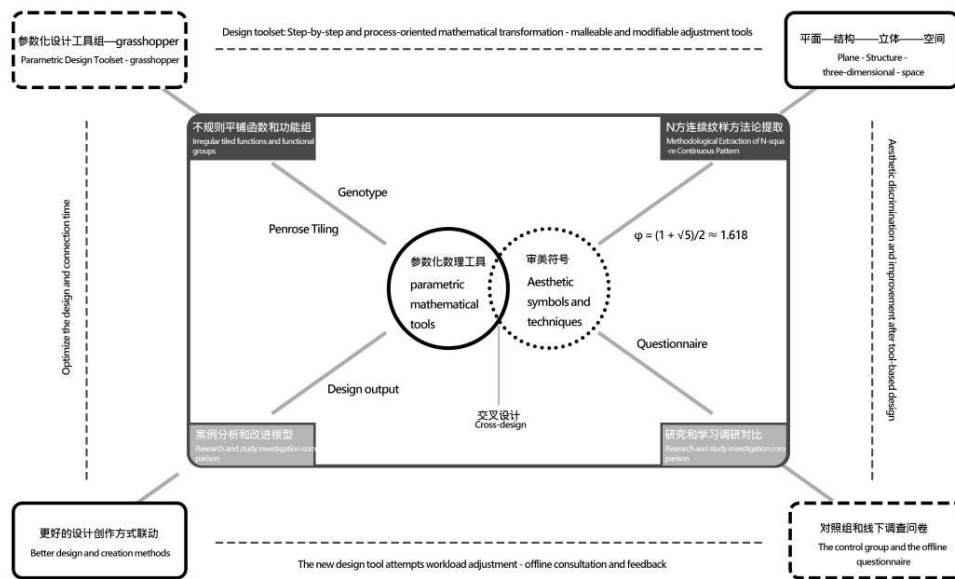 参数化设计工具组—grasshopper
Parametric Design Toolset - grasshopper
Design toolset: Step-by-step and process-oriented mathematical transformation - malleable and modifiable adjustment tools
平面—结构——立体——空间
Plane - Structure -
three-dimensional - space
不规则平铺函数和功能组
Irregular tiled functions and functional
groups
N方连续纹样方法论提取
Methodological Extraction of N-squa
-re Continuous Pattern
Genotype
Penrose Tiling
φ = (1 + √5)/2 ≈ 1.618
Optimize the design and connection time
Aesthetic discrimination and improvement after tool-based design
参数化数理工具
parametric
mathematical
tools
审美符号
Aesthetic
symbols and
techniques
Questionnaire
Design output
交叉设计
Cross-design
案例分析和改进模型
Research and study investigation com
parison
研究和学习调研对比
Research and study investigation com
parison
更好的设计创作方式联动
Better design and creation methods
The new design tool attempts workload adjustment - offline consultation and feedback
对照组和线下调查问卷
The control group and the offline
questionnaire